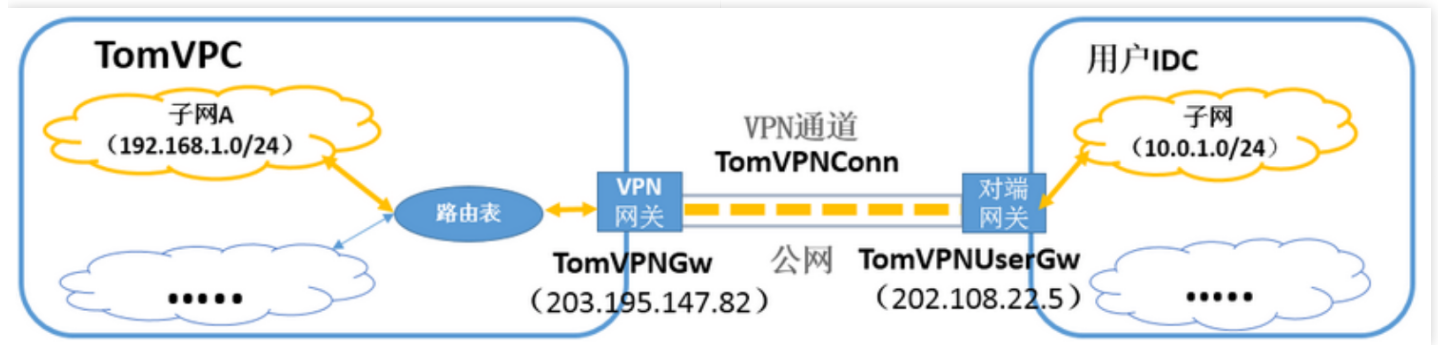 TomVPC
子网A
（192.168.1.0/24）
路由表
•••••
VPN
网关
TomVPNGw
（203.195.147.82）
VPN通道
TomVPNConn
公网
对端
网关
TomVPNUserGw
（202.108.22.5）
用户IDC
子网
（10.0.1.0/24）
•••••